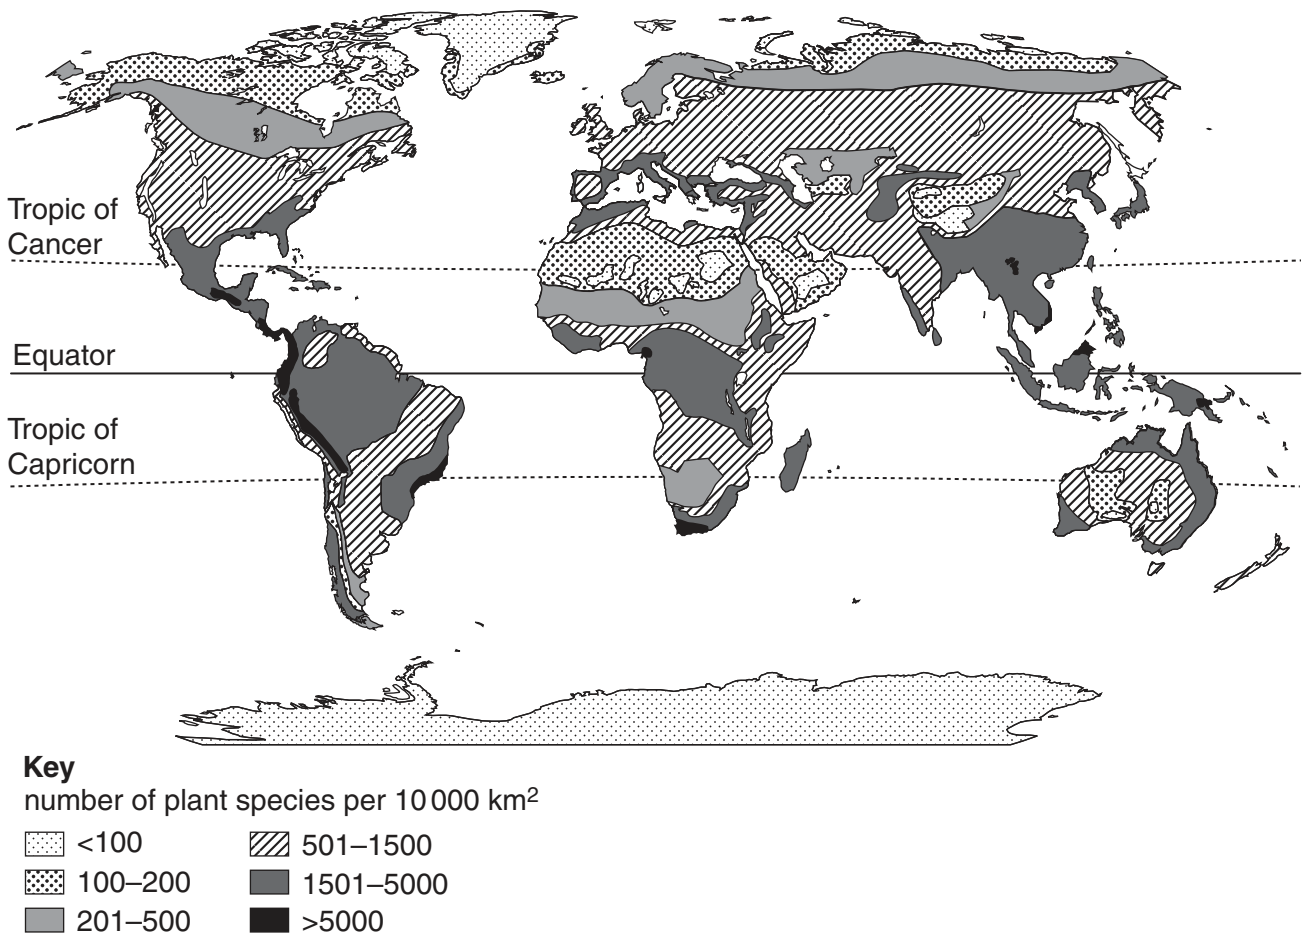 Tropic of
Cancer
Equator
Tropic of
Capricorn
Key
number of plant species per 10 000 km²
<100
100–200
201–500
501–1500
1501–5000
>5000